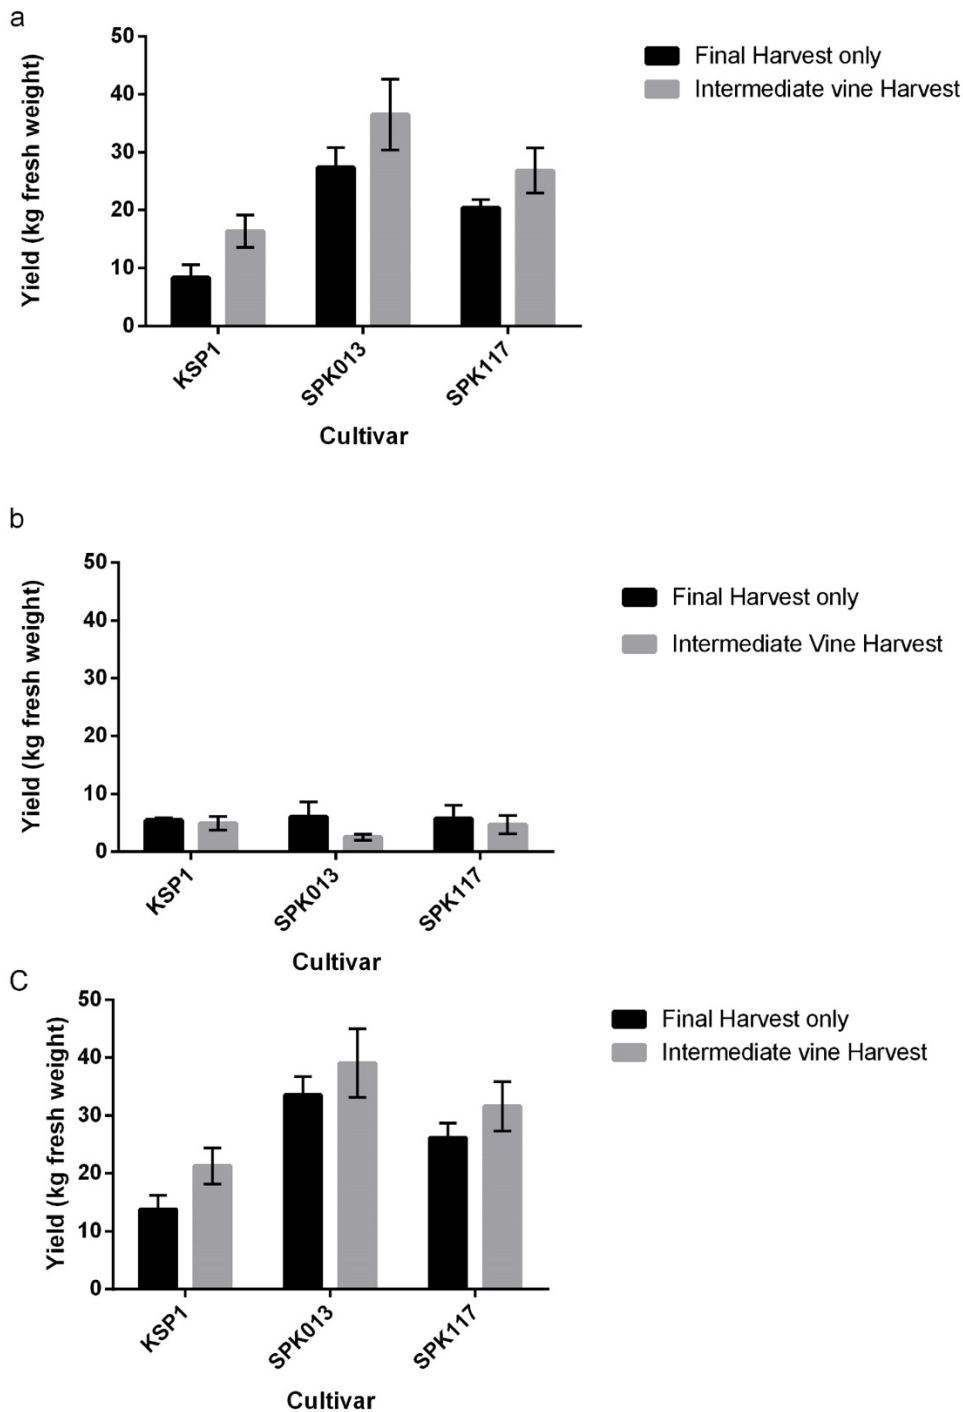 a
Yield (kg fresh weight)
50
40
30
20
10
0
KSP1
SPK013
SPK117
Cultivar
Final Harvest only
Intermediate vine Harvest
b
Yield (kg fresh weight)
50
40
30
20
10
0
KSP1
SPK013
SPK117
Cultivar
Final Harvest only
Intermediate Vine Harvest
C
Yield (kg fresh weight)
50
40
30
20
10
0
KSP1
SPK013
SPK117
Cultivar
Final Harvest only
Intermediate vine Harvest